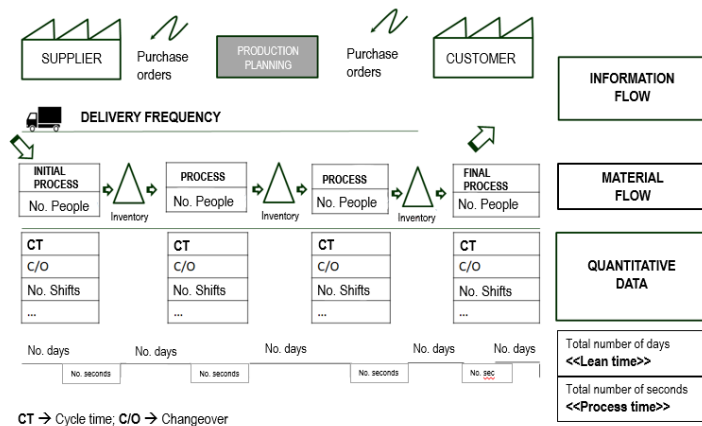 SUPPLIER
Purchase
orders
PRODUCTION
PLANNING
Purchase
orders
CUSTOMER
INFORMATION
FLOW
DELIVERY FREQUENCY
INITIAL
PROCESS
No. People
Inventory
PROCESS
No. People
Inventory
PROCESS
No. People
Inventory
FINAL
PROCESS
No. People
MATERIAL
FLOW
CT
C/O
No. Shifts
...
CT
C/O
No. Shifts
...
CT
C/O
No. Shifts
...
CT
C/O
No. Shifts
...
QUANTITATIVE
DATA
No. days
No. seconds
No. days
No. seconds
No. days
No. seconds
No. days
No. sec
No. days
Total number of days
<<Lean time>>
Total number of seconds
<<Process time>>
CT → Cycle time; C/O → Changeover